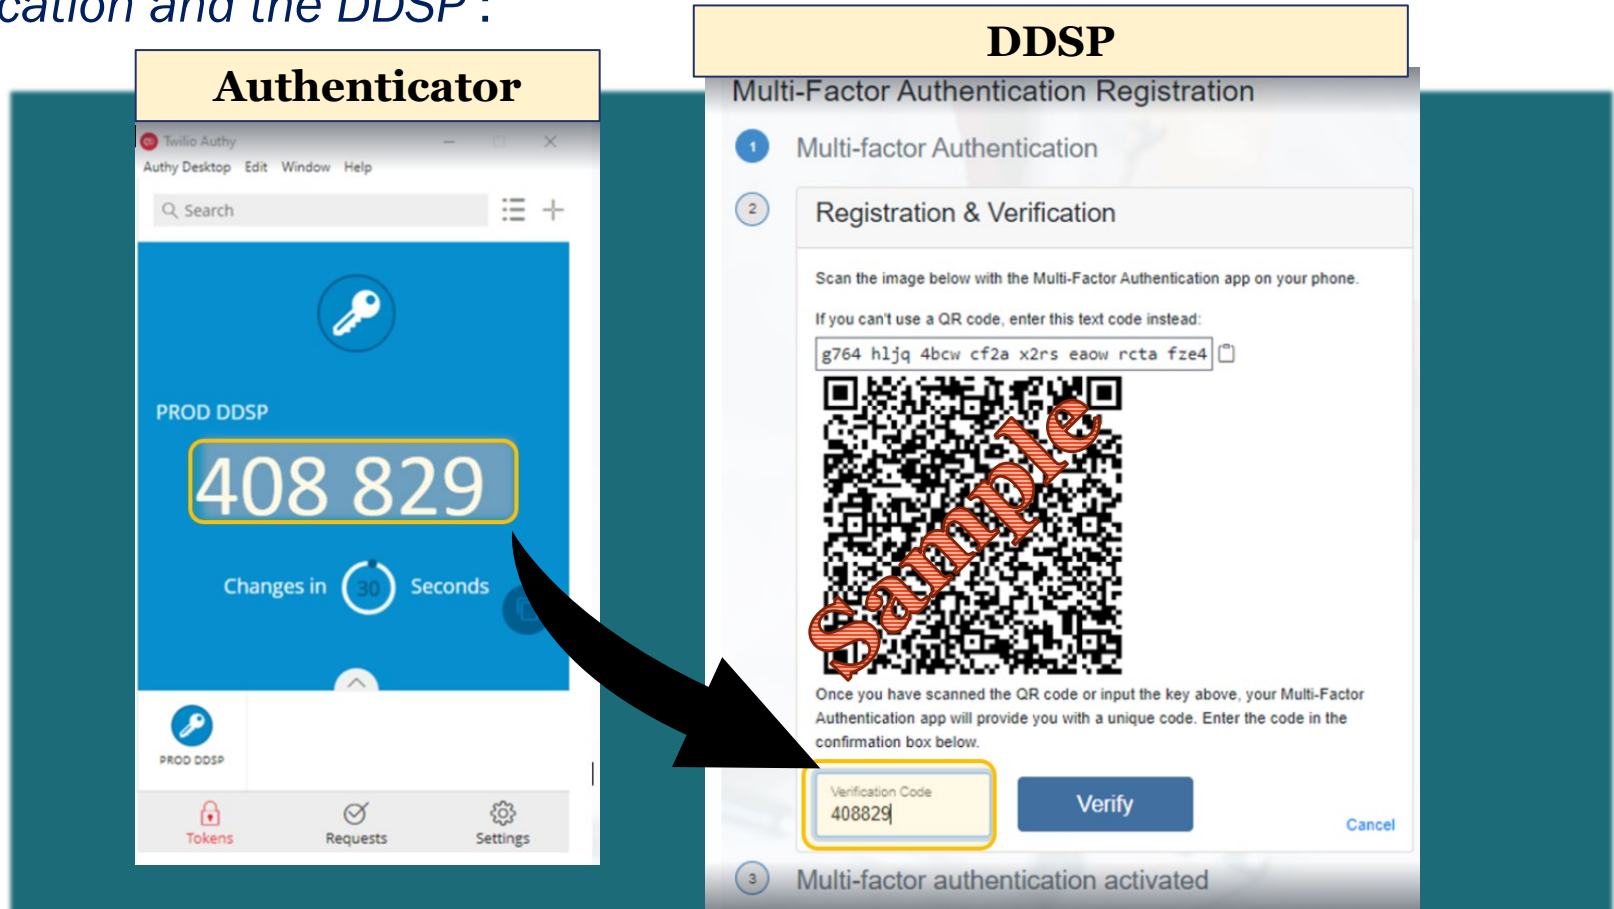 cation and the DDSP :
Authenticator
Twilio Authy
Authy Desktop Edit Window Help
Search
PROD DDSP
408 829
Changes in 30 Seconds
PROD DDSP
Tokens Requests Settings
DDSP
Multi-Factor Authentication Registration
1 Multi-factor Authentication
2 Registration & Verification
Scan the image below with the Multi-Factor Authentication app on your phone.
If you can't use a QR code, enter this text code instead:
g764 hljq 4bcw cf2a x2rs eaow rcta fze4
Sample
Once you have scanned the QR code or input the key above, your Multi-Factor
Authentication app will provide you with a unique code. Enter the code in the
confirmation box below.
Verification Code
408829
Verify
Cancel
3 Multi-factor authentication activated